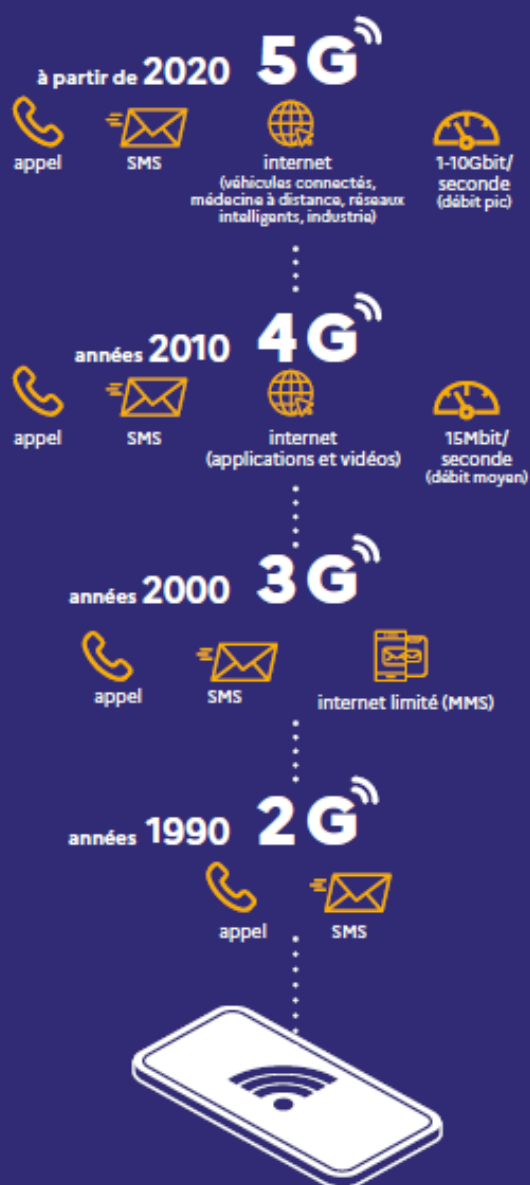 à partir de 2020 5G
appel
SMS
internet
(véhicules connectés,
médecine à distance, réseaux
intelligents, industrie)
1-10Gbit/
seconde
(débit pic)
années 2010 4G
appel
SMS
internet
(applications et vidéos)
15Mbit/
seconde
(débit moyen)
années 2000 3G
appel
SMS
internet limité (MMS)
années 1990 2G
appel
SMS